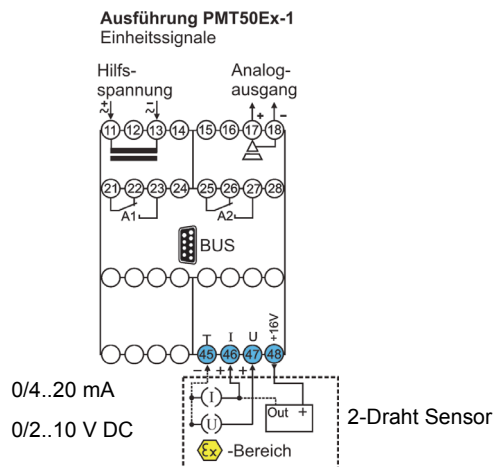 Ausführung PMT50Ex-1
Einheitssignale
Hilfs-
spannung
Analog-
ausgang
≂+ ≂− + −
11 12 13 14 15 16 17 18
21 22 23 24 25 26 27 28
A1 A2
BUS
⊥ I U +16V
45 46 47 48
− + +
0/4..20 mA
I
Out +
2-Draht Sensor
0/2..10 V DC
U
Ex -Bereich